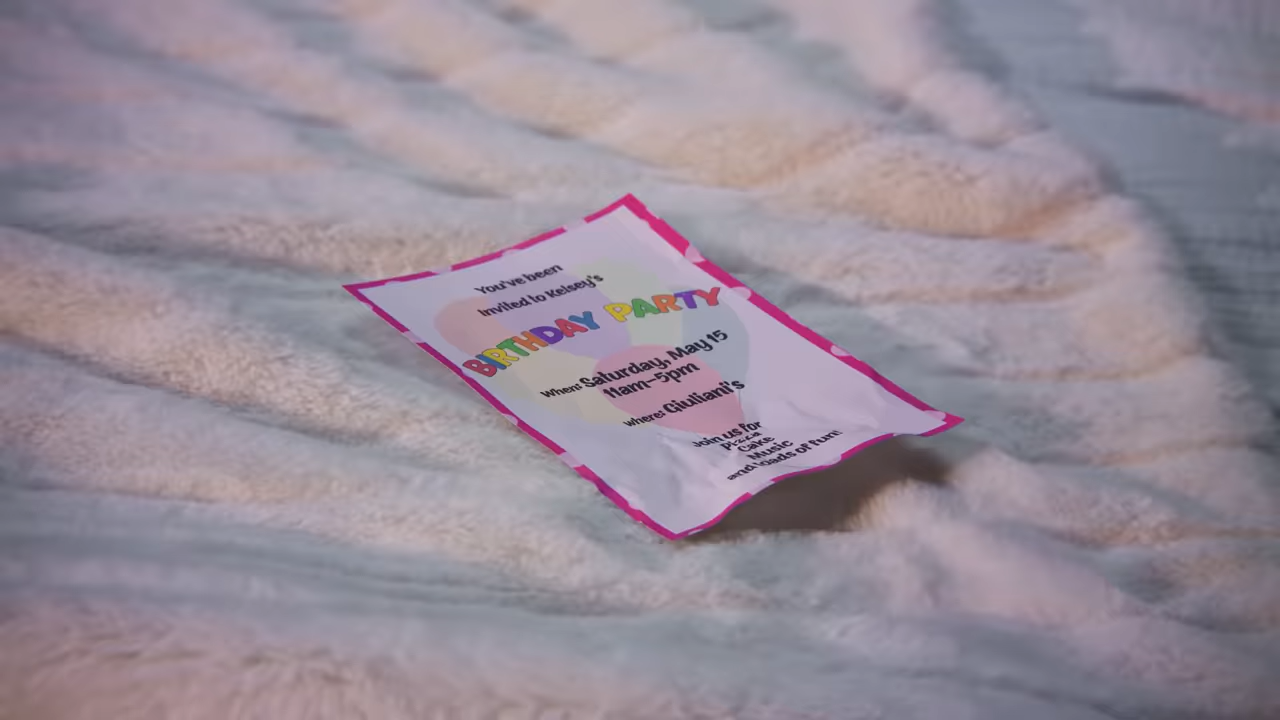 You've been
Invited to Kelsey's
BIRTHDAY PARTY
When: Saturday, May 15
11am-5pm
where: Giuliani's
Join us for
Pizza
Cake
Music
and loads of fun!